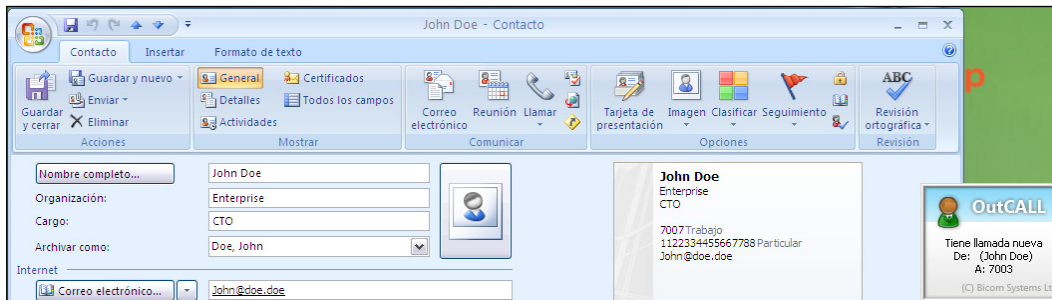 John Doe - Contacto
Contacto Insertar Formato de texto
Guardar y cerrar
Guardar y nuevo
Enviar
Eliminar
Acciones
General
Detalles
Actividades
Certificados
Todos los campos
Mostrar
Correo electrónico
Reunión
Llamar
Comunicar
Tarjeta de presentación
Imagen
Clasificar
Seguimiento
Opciones
ABC
Revisión ortográfica
Revisión
p
Nombre completo... John Doe
Organización: Enterprise
Cargo: CTO
Archivar como: Doe, John
Internet
Correo electrónico... John@doe.doe
John Doe
Enterprise
CTO
7007 Trabajo
1122334455667788 Particular
John@doe.doe
OutCALL
Tiene llamada nueva
De: (John Doe)
A: 7003
(C) Bicom Systems Lt